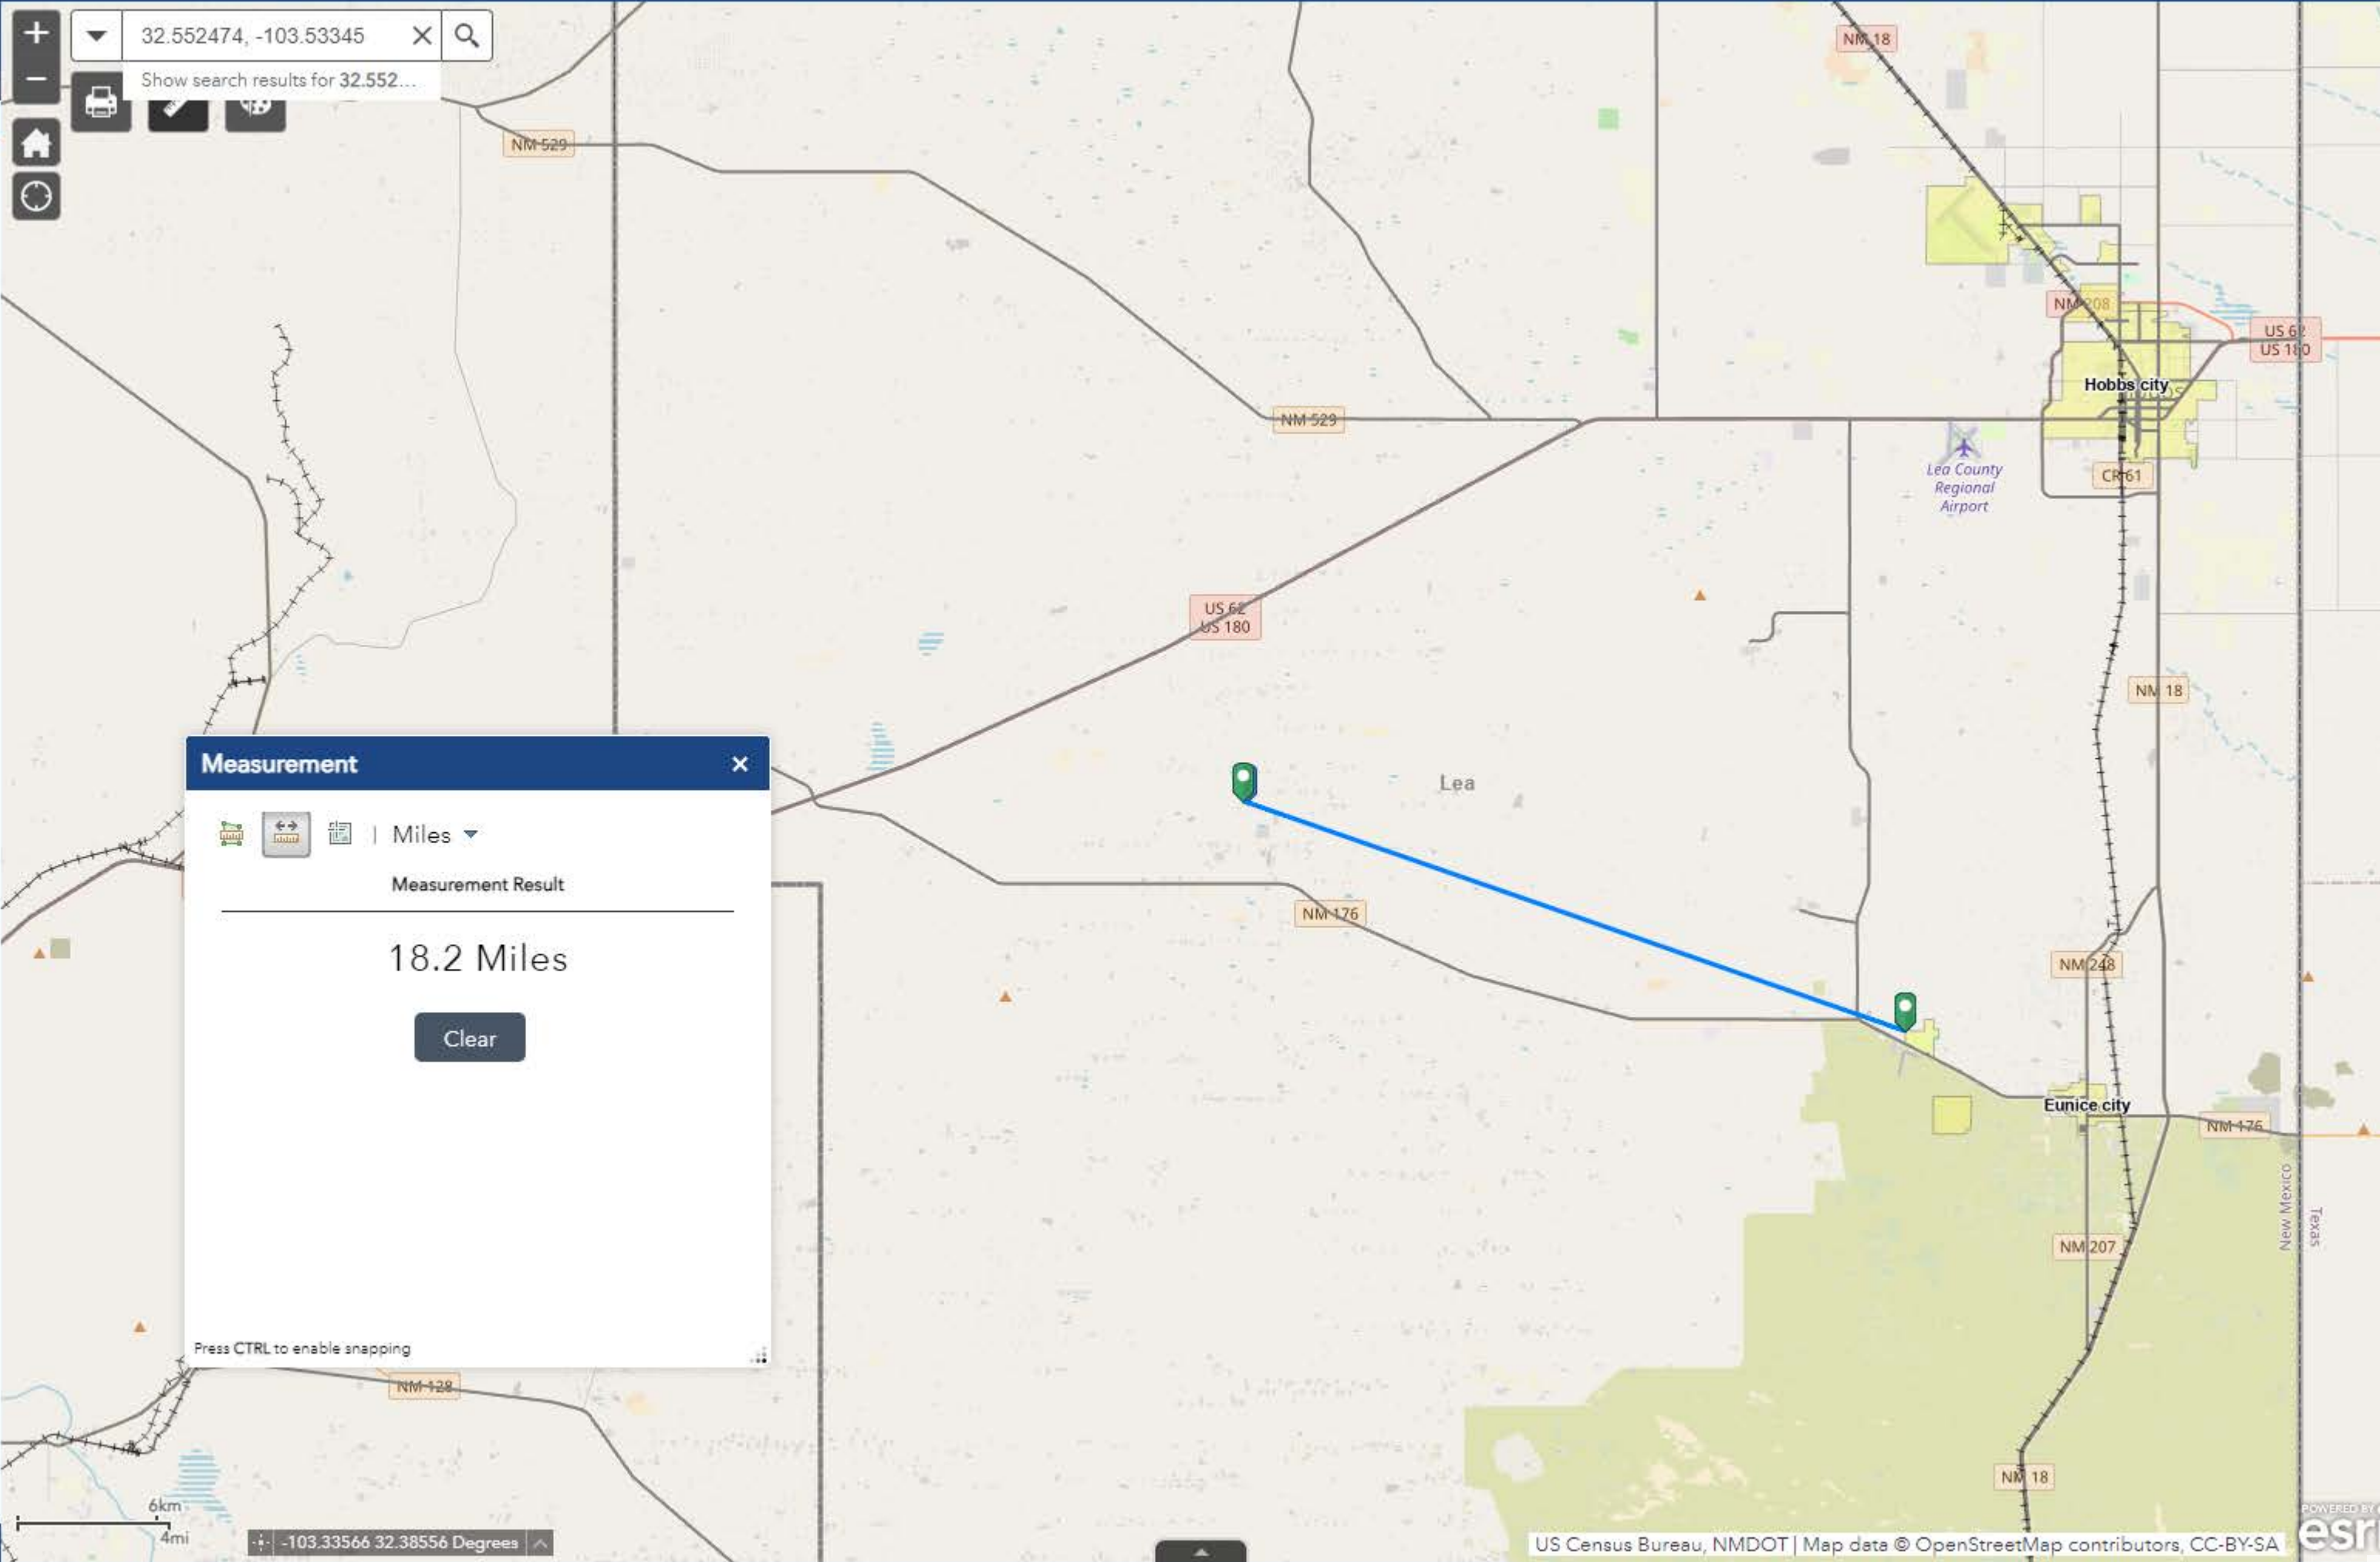 +
32.552474, -103.53345
Show search results for 32.552...
−
NM 18
NM 529
NM 208
US 62
US 180
Hobbs city
NM 529
Lea County
Regional
Airport
CR 61
US 62
US 180
NM 18
Measurement
Lea
Miles
Measurement Result
NM 176
18.2 Miles
NM 248
Clear
Eunice city
NM 176
New Mexico
Texas
NM 207
Press CTRL to enable snapping
NM 128
NM 18
6km
4mi
-103.33566 32.38556 Degrees
US Census Bureau, NMDOT | Map data © OpenStreetMap contributors, CC-BY-SA
POWERED BY
esri